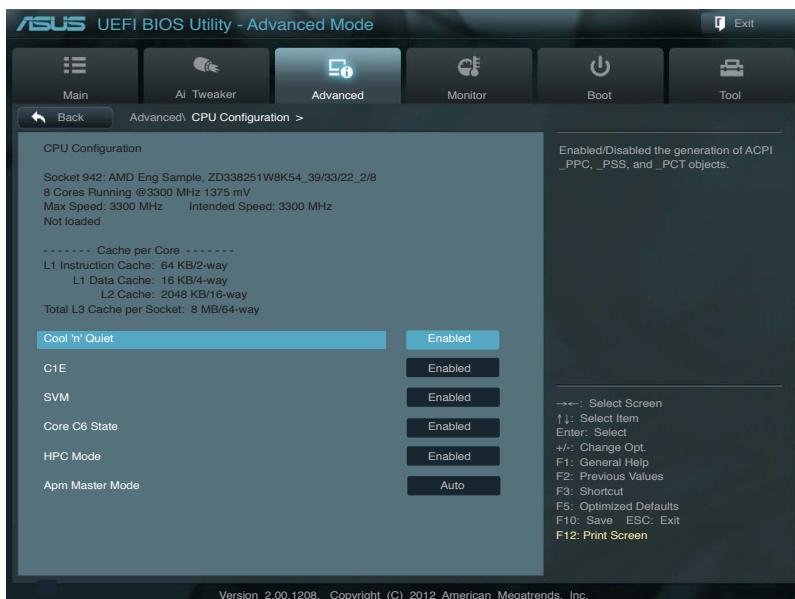 ASUS UEFI BIOS Utility - Advanced Mode
Exit
Main
Ai Tweaker
Advanced
Monitor
Boot
Tool
Back
Advanced\ CPU Configuration >
CPU Configuration
Socket 942: AMD Eng Sample, ZD338251W8K54_39/33/22_2/8
8 Cores Running @3300 MHz 1375 mV
Max Speed: 3300 MHz Intended Speed: 3300 MHz
Not loaded
- - - - - - - Cache per Core - - - - - - -
L1 Instruction Cache: 64 KB/2-way
L1 Data Cache: 16 KB/4-way
L2 Cache: 2048 KB/16-way
Total L3 Cache per Socket: 8 MB/64-way
Cool 'n' Quiet Enabled
C1E Enabled
SVM Enabled
Core C6 State Enabled
HPC Mode Enabled
Apm Master Mode Auto
Enabled/Disabled the generation of ACPI
_PPC, _PSS, and _PCT objects.
→←: Select Screen
↑↓: Select Item
Enter: Select
+/-: Change Opt.
F1: General Help
F2: Previous Values
F3: Shortcut
F5: Optimized Defaults
F10: Save ESC: Exit
F12: Print Screen
Version 2.00.1208. Copyright (C) 2012 American Megatrends, Inc.